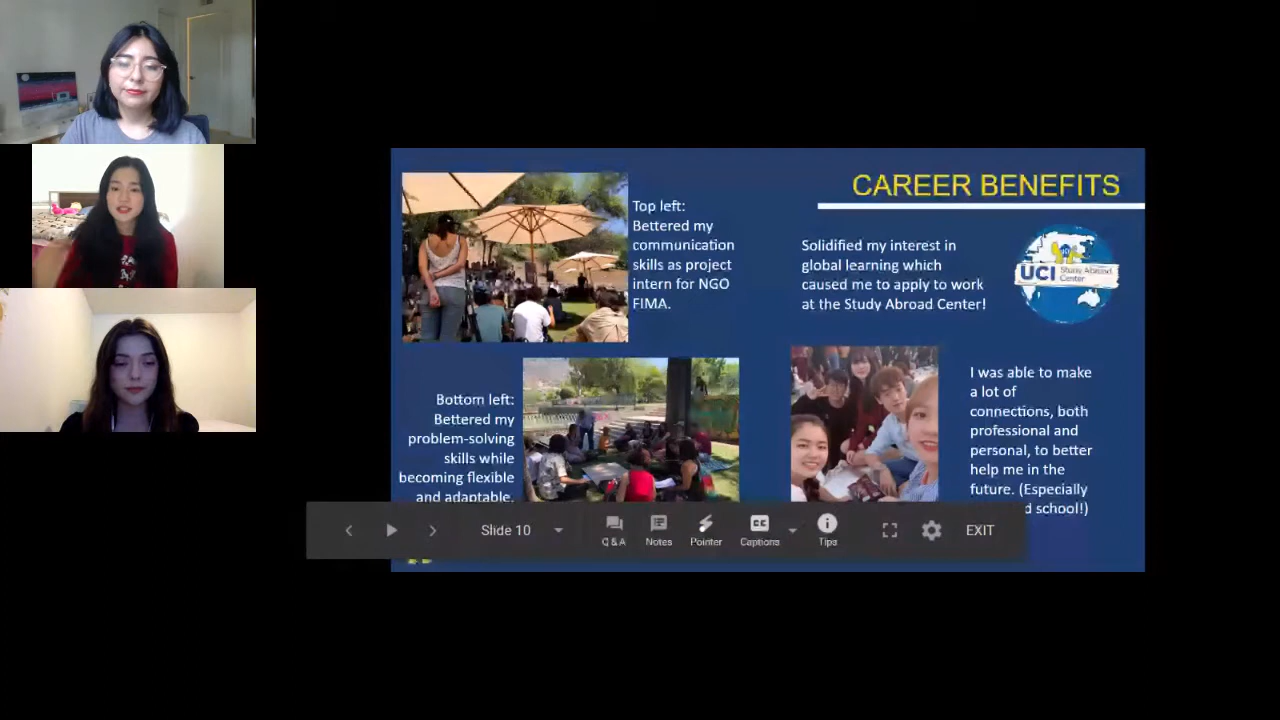 CAREER BENEFITS
Top left:
Bettered my
communication
skills as project
intern for NGO
FIMA.
Solidified my interest in
global learning which
caused me to apply to work
at the Study Abroad Center!
UCI Study Abroad
Center
Bottom left:
Bettered my
problem-solving
skills while
becoming flexible
and adaptable.
I was able to make
a lot of
connections, both
professional and
personal, to better
help me in the
future. (Especially
school!)
Slide 10
Q & A
Notes
Pointer
CC
Captions
Tips
EXIT